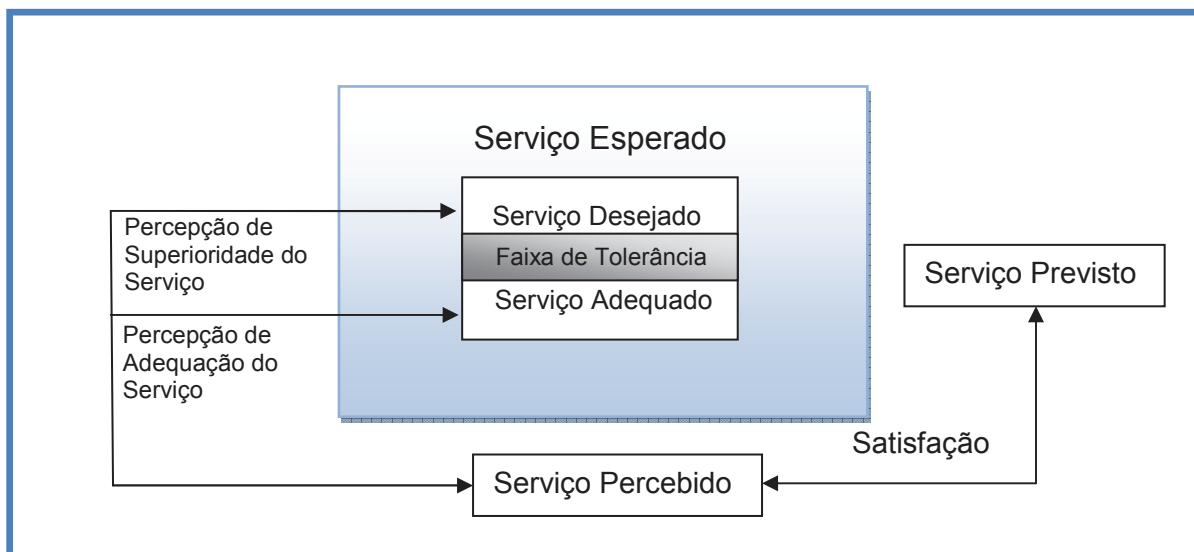 Serviço Esperado
Serviço Desejado
Faixa de Tolerância
Serviço Adequado
Percepção de
Superioridade do
Serviço
Percepção de
Adequação do
Serviço
Serviço Previsto
Satisfação
Serviço Percebido